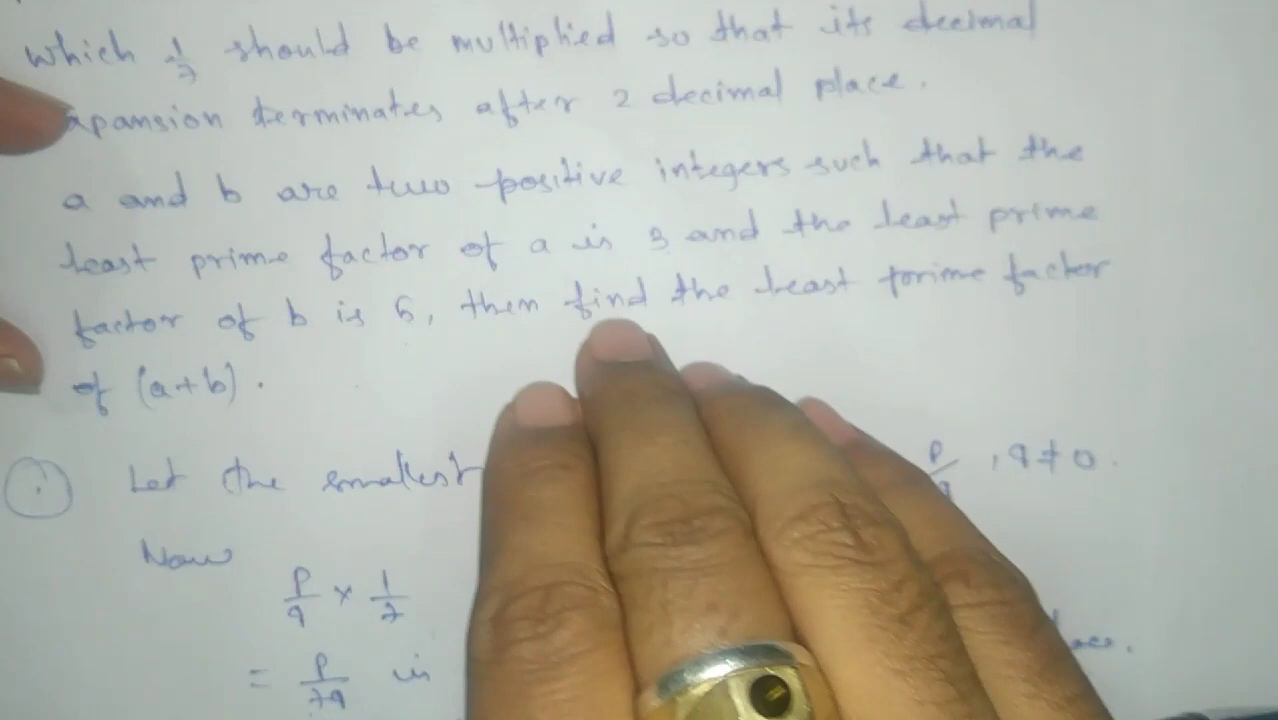 which 1/7 should be multiplied so that its decimal
xpansion terminates after 2 decimal place.
a and b are two positive integers such that the
least prime factor of a is 3 and the least prime
factor of b is 5, then find the least prime factor
of (a+b).
1 Let the smallest p/q, q≠0.
Now
p/q × 1/7
= p/7q is